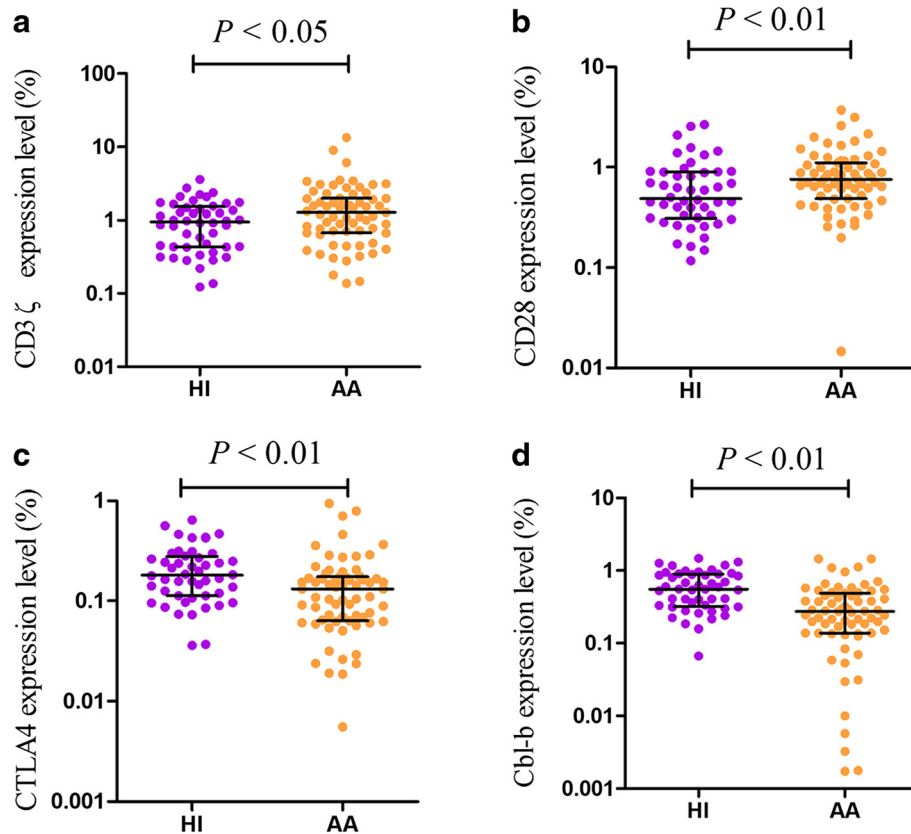 a
P < 0.05
CD3 ζ expression level (%)
100
10
1
0.1
0.01
HI
AA
b
P < 0.01
CD28 expression level (%)
10
1
0.1
0.01
HI
AA
c
P < 0.01
CTLA4 expression level (%)
1
0.1
0.01
0.001
HI
AA
d
P < 0.01
Cbl-b expression level (%)
10
1
0.1
0.01
0.001
HI
AA